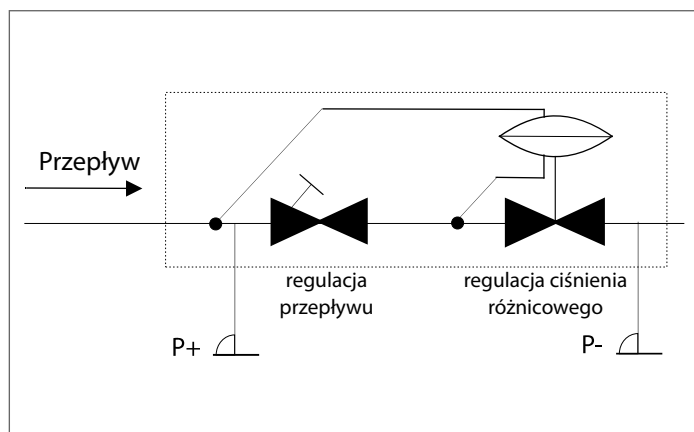 Przepływ
regulacja
przepływu
regulacja ciśnienia
różnicowego
P+
P-